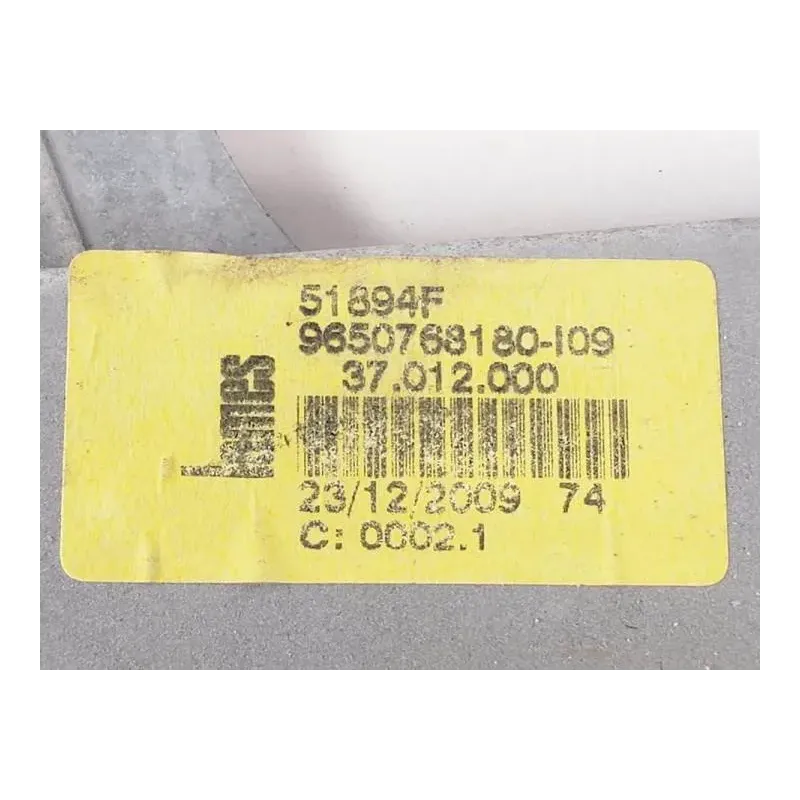 51894F
9650768180-I09
37.012.000
23/12/2009 74
C: 0002.1